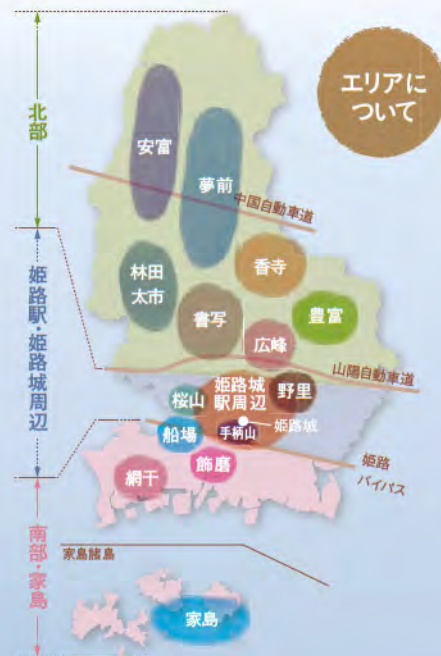 エリアに
ついて
北部
安富
夢前
中国自動車道
林田
太市
香寺
書写
豊富
広峰
山陽自動車道
姫路駅・姫路城周辺
桜山
姫路城
駅周辺
野里
姫路城
船場
手柄山
姫路
バイパス
飾磨
網干
南部・家島
家島諸島
家島